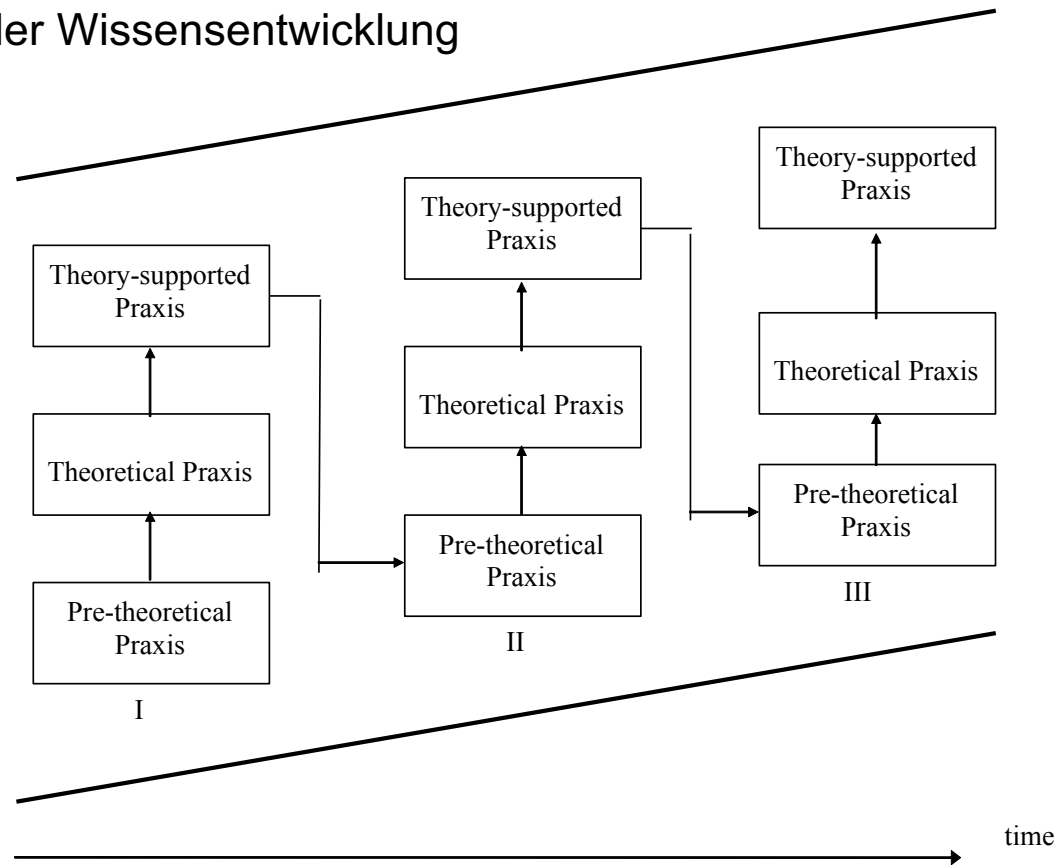 der Wissensentwicklung
Theory-supported
Praxis
Theoretical Praxis
Pre-theoretical
Praxis
I
Theory-supported
Praxis
Theoretical Praxis
Pre-theoretical
Praxis
II
Theory-supported
Praxis
Theoretical Praxis
Pre-theoretical
Praxis
III
time